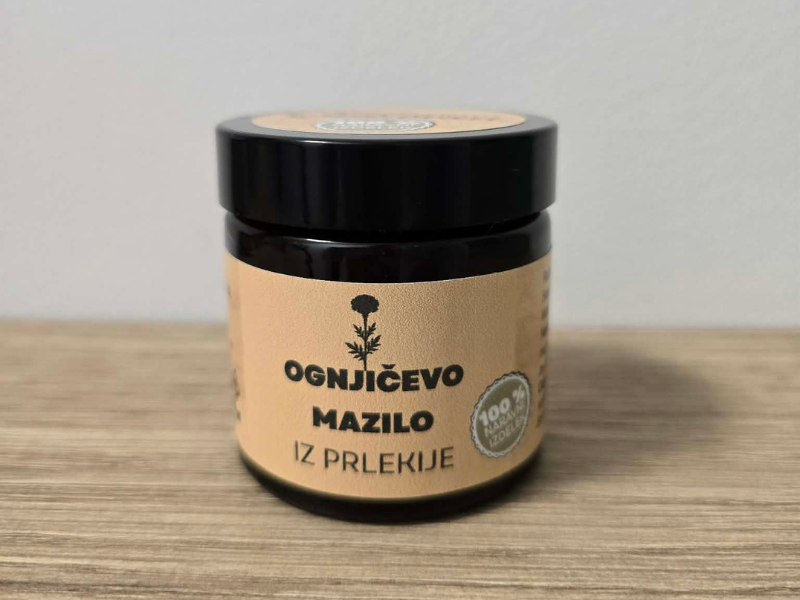 OGNJIČEVO
MAZILO
IZ PRLEKIJE
100 %
NARAVNI
IZDELEK